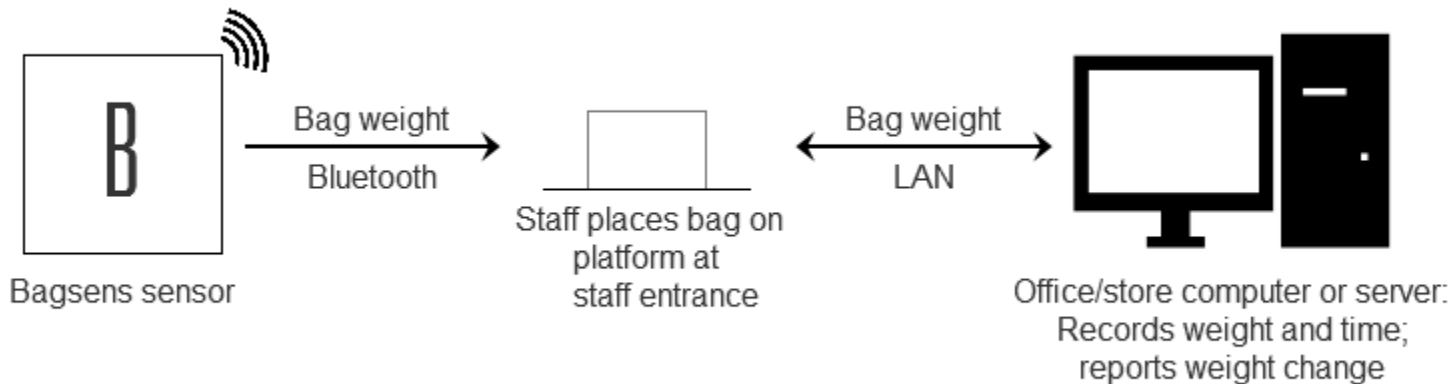 B
Bagsens sensor
Bag weight
Bluetooth
Staff places bag on
platform at
staff entrance
Bag weight
LAN
Office/store computer or server:
Records weight and time;
reports weight change